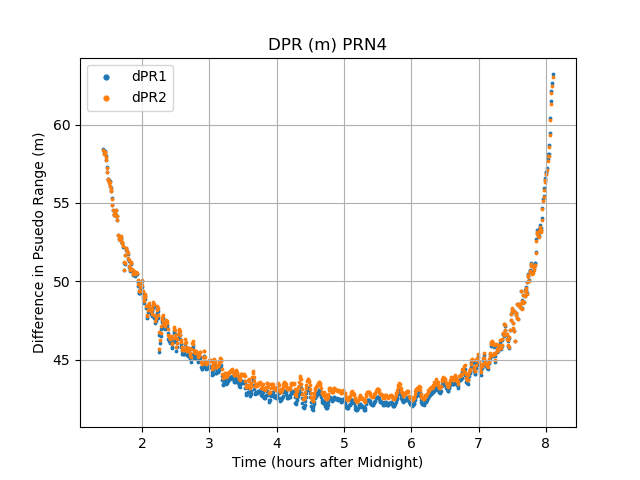 DPR (m) PRN4
dPR1
dPR2
Difference in Psuedo Range (m)
60
55
50
45
2 3 4 5 6 7 8
Time (hours after Midnight)